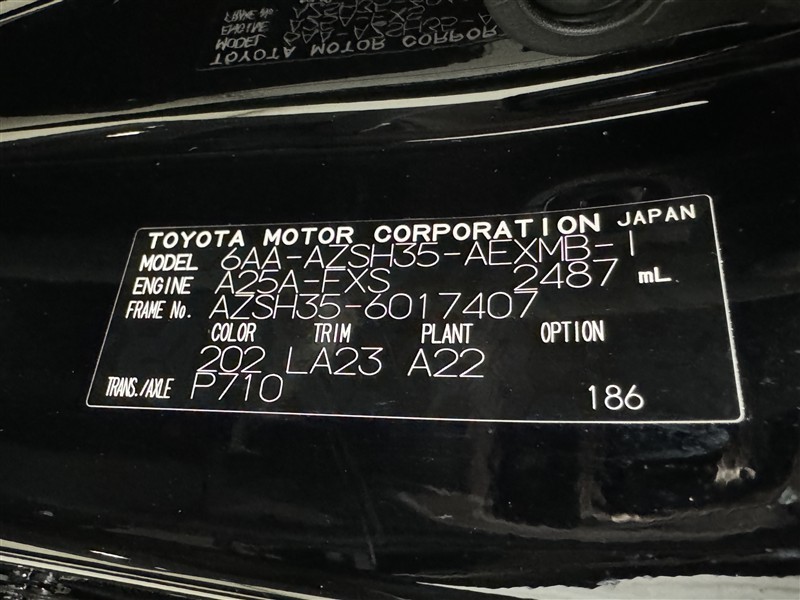 TOYOTA MOTOR CORPORATION JAPAN
MODEL 6AA-AZSH35-AEXMB-I
ENGINE A25A-FXS 2487 mL
FRAME No. AZSH35-6017407
COLOR TRIM PLANT OPTION
202 LA23 A22
TRANS./AXLE P710
186